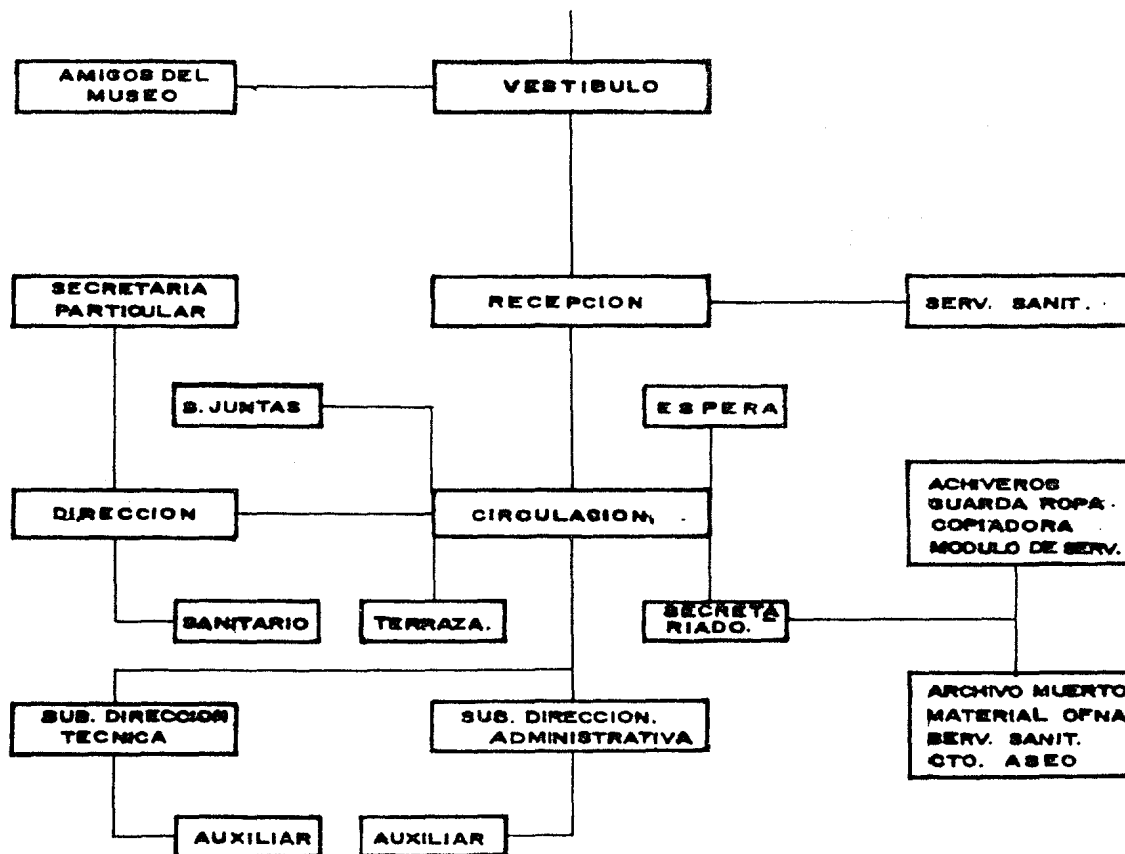 AMIGOS DEL
MUSEO
VESTIBULO
SECRETARIA
PARTICULAR
RECEPCION
SERV. SANIT.
S. JUNTAS
ESPERA
DIRECCION
CIRCULACION,
ACHIVEROS
GUARDA ROPA.
COPIADORA
MODULO DE SERV.
SANITARIO
TERRAZA.
SECRETA
RIADO.
SUB. DIRECCION
TECNICA
SUB. DIRECCION.
ADMINISTRATIVA
ARCHIVO MUERTO
MATERIAL OFNA
SERV. SANIT.
CTO. ASEO
AUXILIAR
AUXILIAR